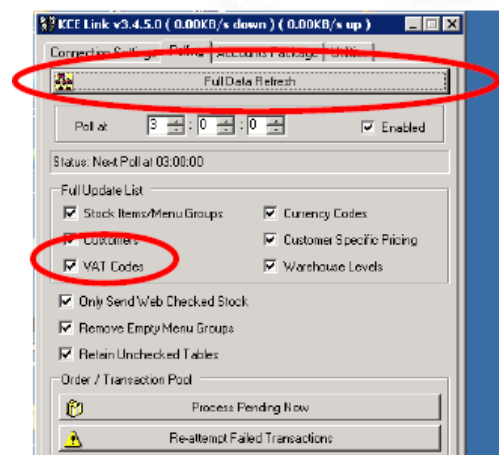 KCE Link v3.4.5.0 ( 0.00KB/s down ) ( 0.00KB/s up )
Connection Settings Polling Accounts Package Utilities
Full Data Refresh
Poll at 3 : 0 : 0 Enabled
Status: Next Poll at 03:00:00
Full Update List
Stock Items/Menu Groups Currency Codes
Customers Customer Specific Pricing
VAT Codes Warehouse Levels
Only Send Web Checked Stock
Remove Empty Menu Groups
Retain Unchecked Tables
Order / Transaction Pool
Process Pending Now
Re-attempt Failed Transactions